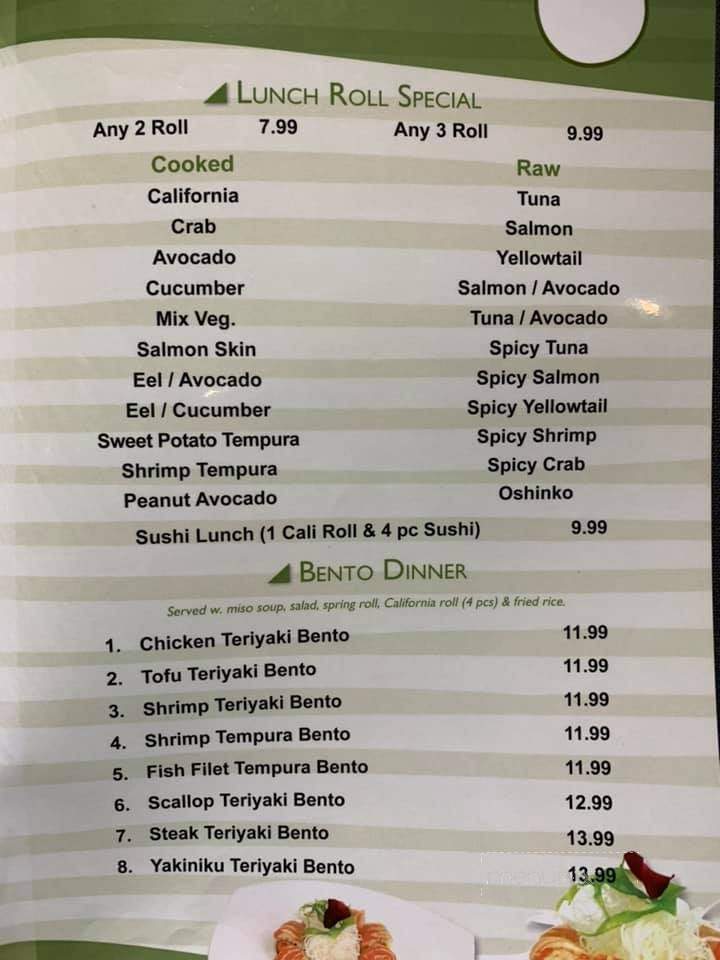 LUNCH ROLL SPECIAL
Any 2 Roll 7.99 Any 3 Roll 9.99
Cooked Raw
California Tuna
Crab Salmon
Avocado Yellowtail
Cucumber Salmon / Avocado
Mix Veg. Tuna / Avocado
Salmon Skin Spicy Tuna
Eel / Avocado Spicy Salmon
Eel / Cucumber Spicy Yellowtail
Sweet Potato Tempura Spicy Shrimp
Shrimp Tempura Spicy Crab
Peanut Avocado Oshinko
Sushi Lunch (1 Cali Roll & 4 pc Sushi) 9.99
BENTO DINNER
Served w. miso soup, salad, spring roll, California roll (4 pcs) & fried rice.
1. Chicken Teriyaki Bento 11.99
2. Tofu Teriyaki Bento 11.99
3. Shrimp Teriyaki Bento 11.99
4. Shrimp Tempura Bento 11.99
5. Fish Filet Tempura Bento 11.99
6. Scallop Teriyaki Bento 12.99
7. Steak Teriyaki Bento 13.99
8. Yakiniku Teriyaki Bento 13.99